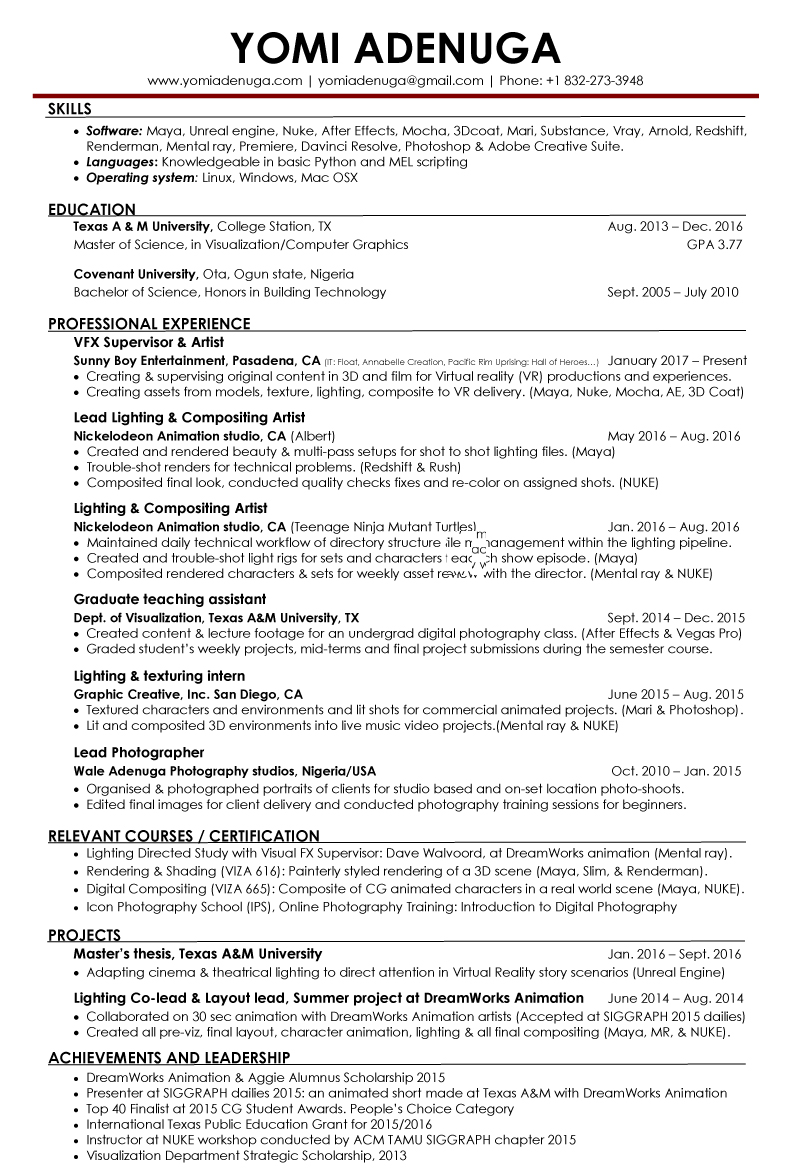 YOMI ADENUGA
www.yomiadenuga.com | yomiadenuga@gmail.com | Phone: +1 832-273-3948
SKILLS
• Software: Maya, Unreal engine, Nuke, After Effects, Mocha, 3Dcoat, Mari, Substance, Vray, Arnold, Redshift,
Renderman, Mental ray, Premiere, Davinci Resolve, Photoshop & Adobe Creative Suite.
• Languages: Knowledgeable in basic Python and MEL scripting
• Operating system: Linux, Windows, Mac OSX
EDUCATION
Texas A & M University, College Station, TX Aug. 2013 – Dec. 2016
Master of Science, in Visualization/Computer Graphics GPA 3.77
Covenant University, Ota, Ogun state, Nigeria
Bachelor of Science, Honors in Building Technology Sept. 2005 – July 2010
PROFESSIONAL EXPERIENCE
VFX Supervisor & Artist
Sunny Boy Entertainment, Pasadena, CA (IT: Float, Annabelle Creation, Pacific Rim Uprising: Hall of Heroes...) January 2017 – Present
• Creating & supervising original content in 3D and film for Virtual reality (VR) productions and experiences.
• Creating assets from models, texture, lighting, composite to VR delivery. (Maya, Nuke, Mocha, AE, 3D Coat)
Lead Lighting & Compositing Artist
Nickelodeon Animation studio, CA (Albert) May 2016 – Aug. 2016
• Created and rendered beauty & multi-pass setups for shot to shot lighting files. (Maya)
• Trouble-shot renders for technical problems. (Redshift & Rush)
• Composited final look, conducted quality checks fixes and re-color on assigned shots. (NUKE)
Lighting & Compositing Artist
Nickelodeon Animation studio, CA (Teenage Ninja Mutant Turtles) Jan. 2016 – Aug. 2016
• Maintained daily technical workflow of directory structure within the lighting pipeline.
• Created and trouble-shot light rigs for sets and characters show episode. (Maya)
• Composited rendered characters & sets for weekly asset with the director. (Mental ray & NUKE)
Graduate teaching assistant
Dept. of Visualization, Texas A&M University, TX Sept. 2014 – Dec. 2015
• Created content & lecture footage for an undergrad digital photography class. (After Effects & Vegas Pro)
• Graded student's weekly projects, mid-terms and final project submissions during the semester course.
Lighting & texturing intern
Graphic Creative, Inc. San Diego, CA June 2015 – Aug. 2015
• Textured characters and environments and lit shots for commercial animated projects. (Mari & Photoshop).
• Lit and composited 3D environments into live music video projects.(Mental ray & NUKE)
Lead Photographer
Wale Adenuga Photography studios, Nigeria/USA Oct. 2010 – Jan. 2015
• Organised & photographed portraits of clients for studio based and on-set location photo-shoots.
• Edited final images for client delivery and conducted photography training sessions for beginners.
RELEVANT COURSES / CERTIFICATION
• Lighting Directed Study with Visual FX Supervisor: Dave Walvoord, at DreamWorks animation (Mental ray).
• Rendering & Shading (VIZA 616): Painterly styled rendering of a 3D scene (Maya, Slim, & Renderman).
• Digital Compositing (VIZA 665): Composite of CG animated characters in a real world scene (Maya, NUKE).
• Icon Photography School (IPS), Online Photography Training: Introduction to Digital Photography
PROJECTS
Master's thesis, Texas A&M University Jan. 2016 – Sept. 2016
• Adapting cinema & theatrical lighting to direct attention in Virtual Reality story scenarios (Unreal Engine)
Lighting Co-lead & Layout lead, Summer project at DreamWorks Animation June 2014 – Aug. 2014
• Collaborated on 30 sec animation with DreamWorks Animation artists (Accepted at SIGGRAPH 2015 dailies)
• Created all pre-viz, final layout, character animation, lighting & all final compositing (Maya, MR, & NUKE).
ACHIEVEMENTS AND LEADERSHIP
• DreamWorks Animation & Aggie Alumnus Scholarship 2015
• Presenter at SIGGRAPH dailies 2015: an animated short made at Texas A&M with DreamWorks Animation
• Top 40 Finalist at 2015 CG Student Awards. People's Choice Category
• International Texas Public Education Grant for 2015/2016
• Instructor at NUKE workshop conducted by ACM TAMU SIGGRAPH chapter 2015
• Visualization Department Strategic Scholarship, 2013